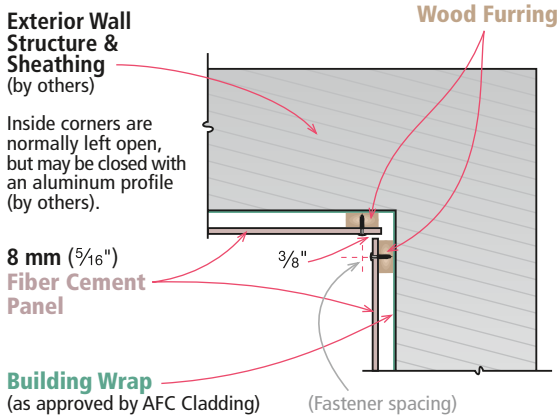 Exterior Wall
Structure &
Sheathing
(by others)
Wood Furring
Inside corners are
normally left open,
but may be closed with
an aluminum profile
(by others).
8 mm (5⁄16")
Fiber Cement
Panel
3⁄8"
Building Wrap
(as approved by AFC Cladding)
(Fastener spacing)